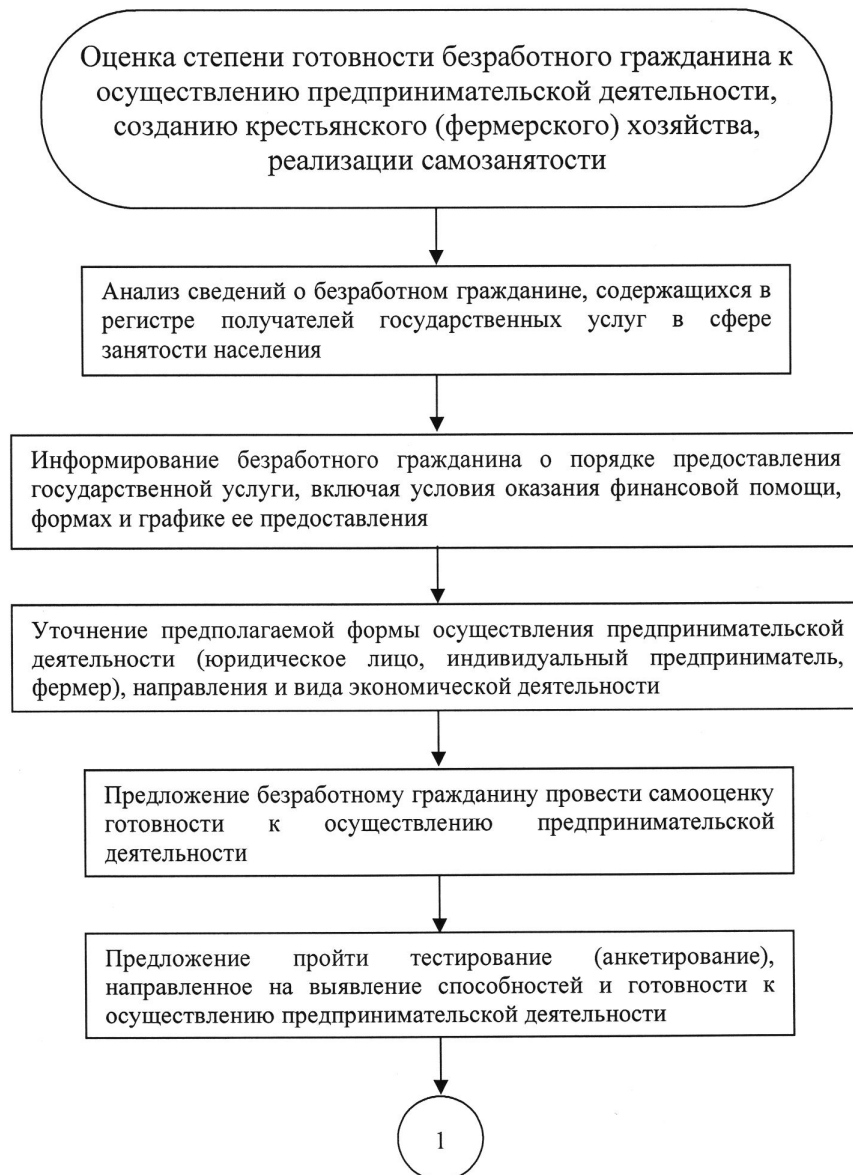 Оценка степени готовности безработного гражданина к
осуществлению предпринимательской деятельности,
созданию крестьянского (фермерского) хозяйства,
реализации самозанятости
Анализ сведений о безработном гражданине, содержащихся в
регистре получателей государственных услуг в сфере
занятости населения
Информирование безработного гражданина о порядке предоставления
государственной услуги, включая условия оказания финансовой помощи,
формах и графике ее предоставления
Уточнение предполагаемой формы осуществления предпринимательской
деятельности (юридическое лицо, индивидуальный предприниматель,
фермер), направления и вида экономической деятельности
Предложение безработному гражданину провести самооценку
готовности к осуществлению предпринимательской
деятельности
Предложение пройти тестирование (анкетирование),
направленное на выявление способностей и готовности к
осуществлению предпринимательской деятельности
1